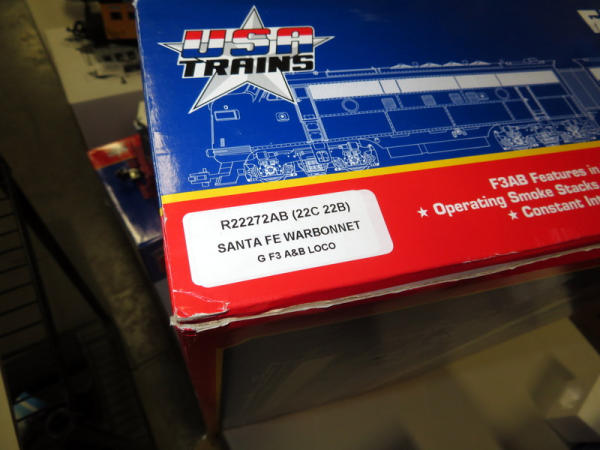 USA
TRAINS
R22272AB (22C 22B)
SANTA FE WARBONNET
G F3 A&B LOCO
F3AB Features in
★ Operating Smoke Stacks
★ Constant Int